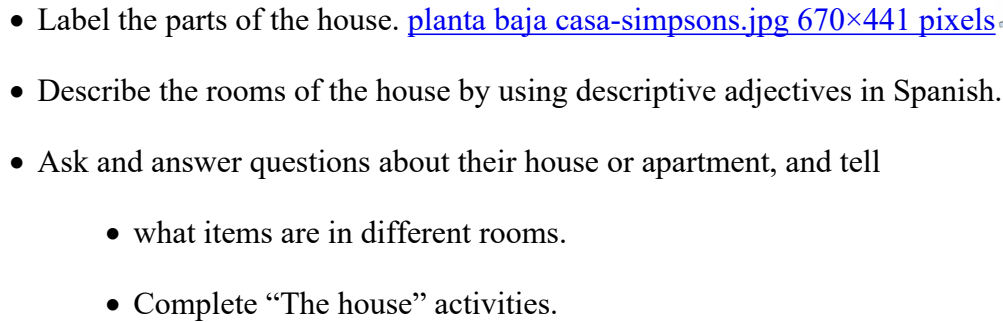 • Label the parts of the house. planta baja casa-simpsons.jpg 670×441 pixels
• Describe the rooms of the house by using descriptive adjectives in Spanish.
• Ask and answer questions about their house or apartment, and tell
• what items are in different rooms.
• Complete “The house” activities.